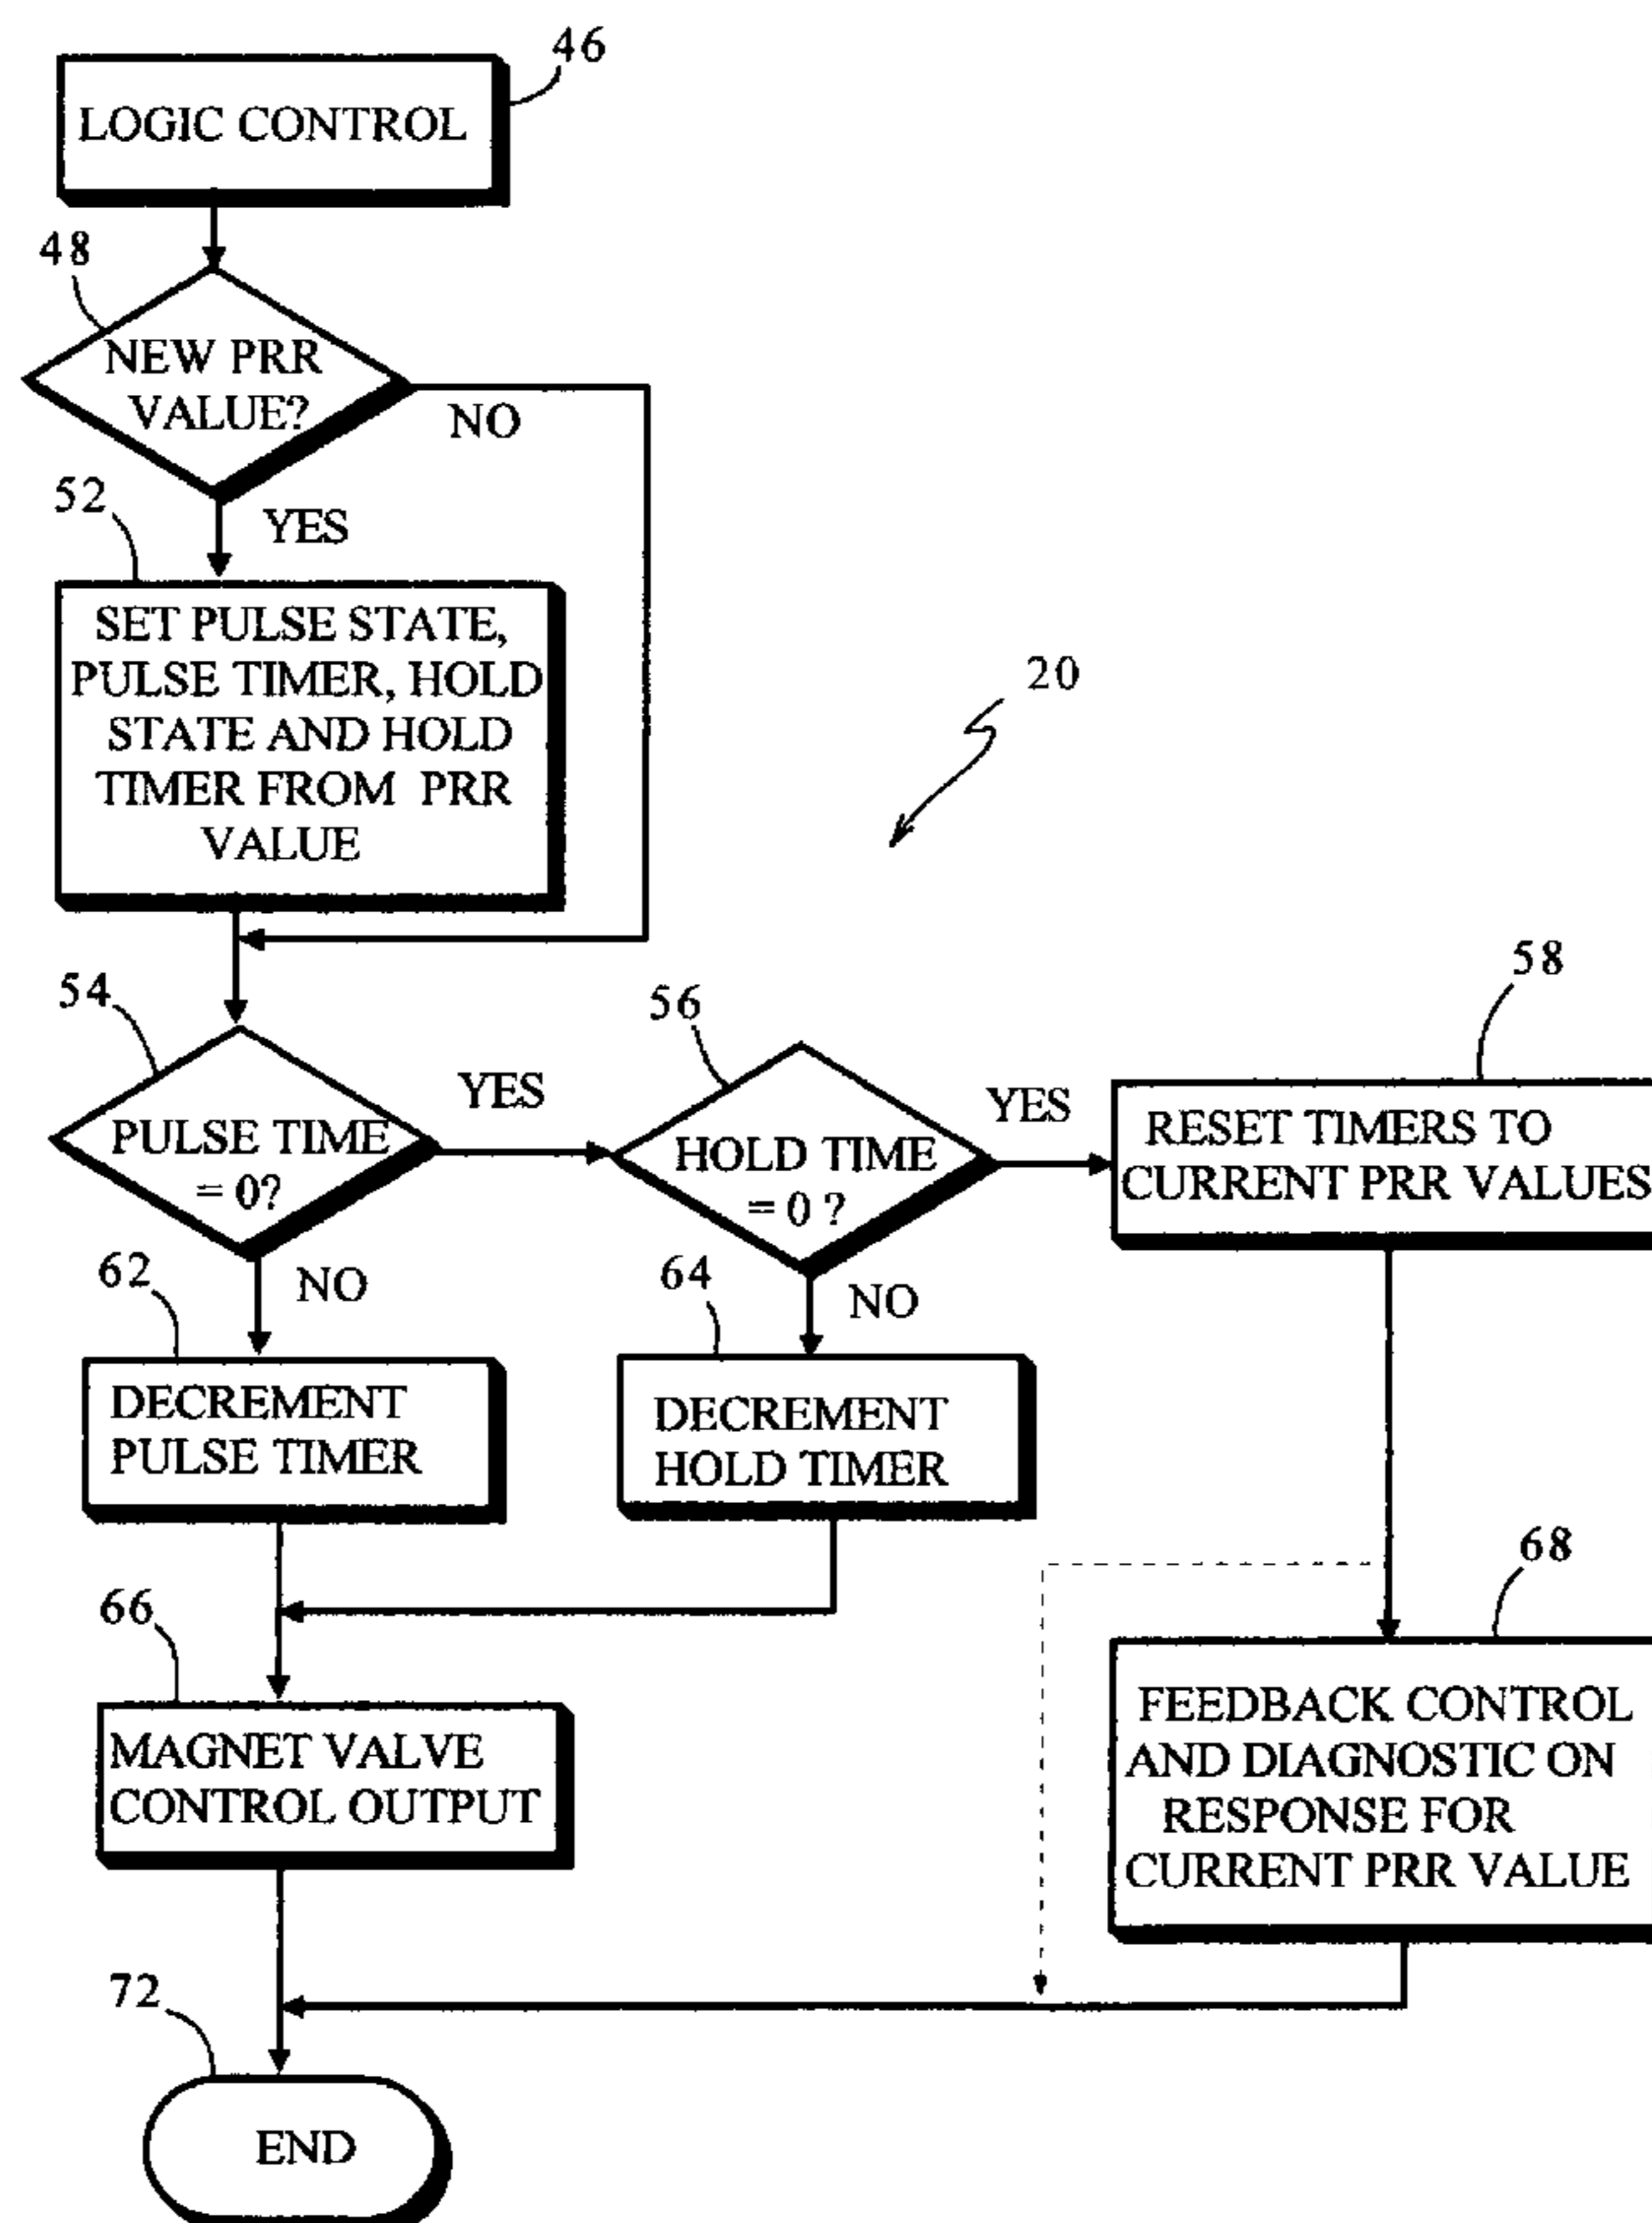 46
LOGIC CONTROL
48
NEW PRR
VALUE?
NO
YES
52
SET PULSE STATE,
PULSE TIMER, HOLD
STATE AND HOLD
TIMER FROM PRR
VALUE
20
54
PULSE TIME
= 0?
YES
56
HOLD TIME
= 0 ?
YES
58
RESET TIMERS TO
CURRENT PRR VALUES
NO
62
DECREMENT
PULSE TIMER
NO
64
DECREMENT
HOLD TIMER
66
MAGNET VALVE
CONTROL OUTPUT
68
FEEDBACK CONTROL
AND DIAGNOSTIC ON
RESPONSE FOR
CURRENT PRR VALUE
72
END